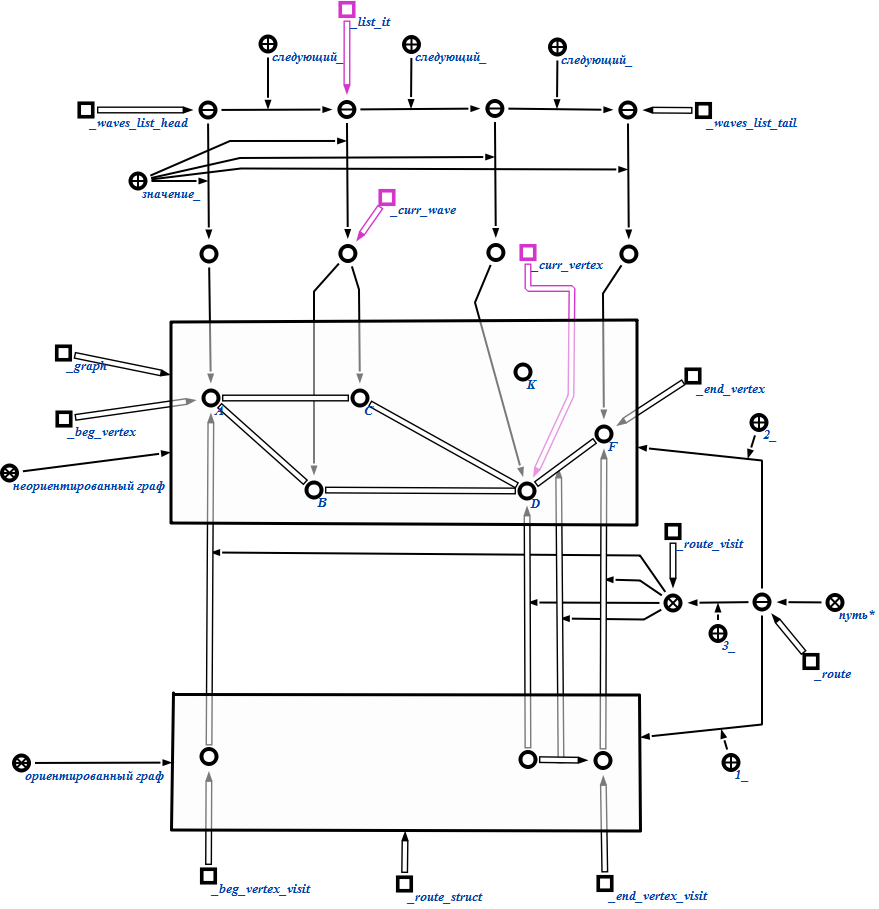 _list_it
следующий_
следующий_
следующий_
_waves_list_head
_waves_list_tail
значение_
_curr_wave
_curr_vertex
_graph
K
_end_vertex
A
C
_beg_vertex
F
2_
неориентированный граф
B
D
_route_visit
путь*
3_
_route
ориентированный граф
1_
_beg_vertex_visit
_route_struct
_end_vertex_visit